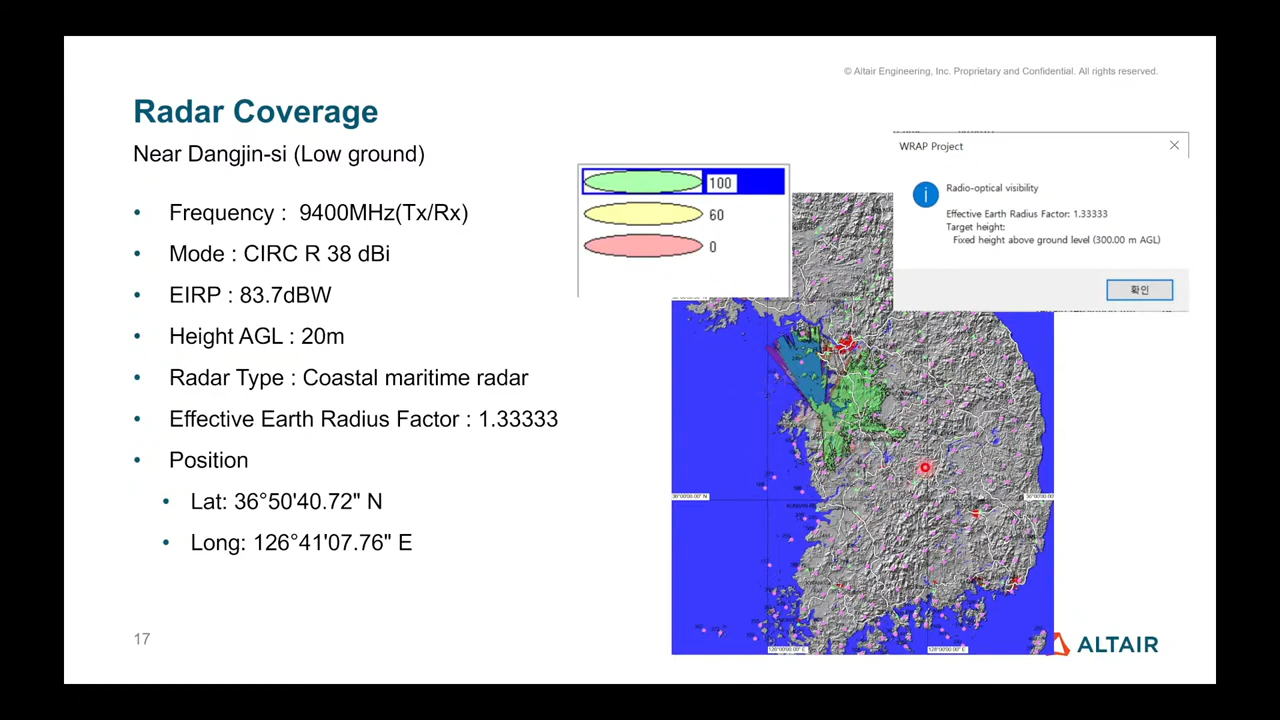 © Altair Engineering, Inc. Proprietary and Confidential. All rights reserved.
Radar Coverage
Near Dangjin-si (Low ground)
• Frequency : 9400MHz(Tx/Rx)
• Mode : CIRC R 38 dBi
• EIRP : 83.7dBW
• Height AGL : 20m
• Radar Type : Coastal maritime radar
• Effective Earth Radius Factor : 1.33333
• Position
• Lat: 36°50'40.72" N
• Long: 126°41'07.76" E
100
60
0
WRAP Project
Radio-optical visibility
Effective Earth Radius Factor: 1.33333
Target height:
Fixed height above ground level (300.00 m AGL)
확인
17
ALTAIR